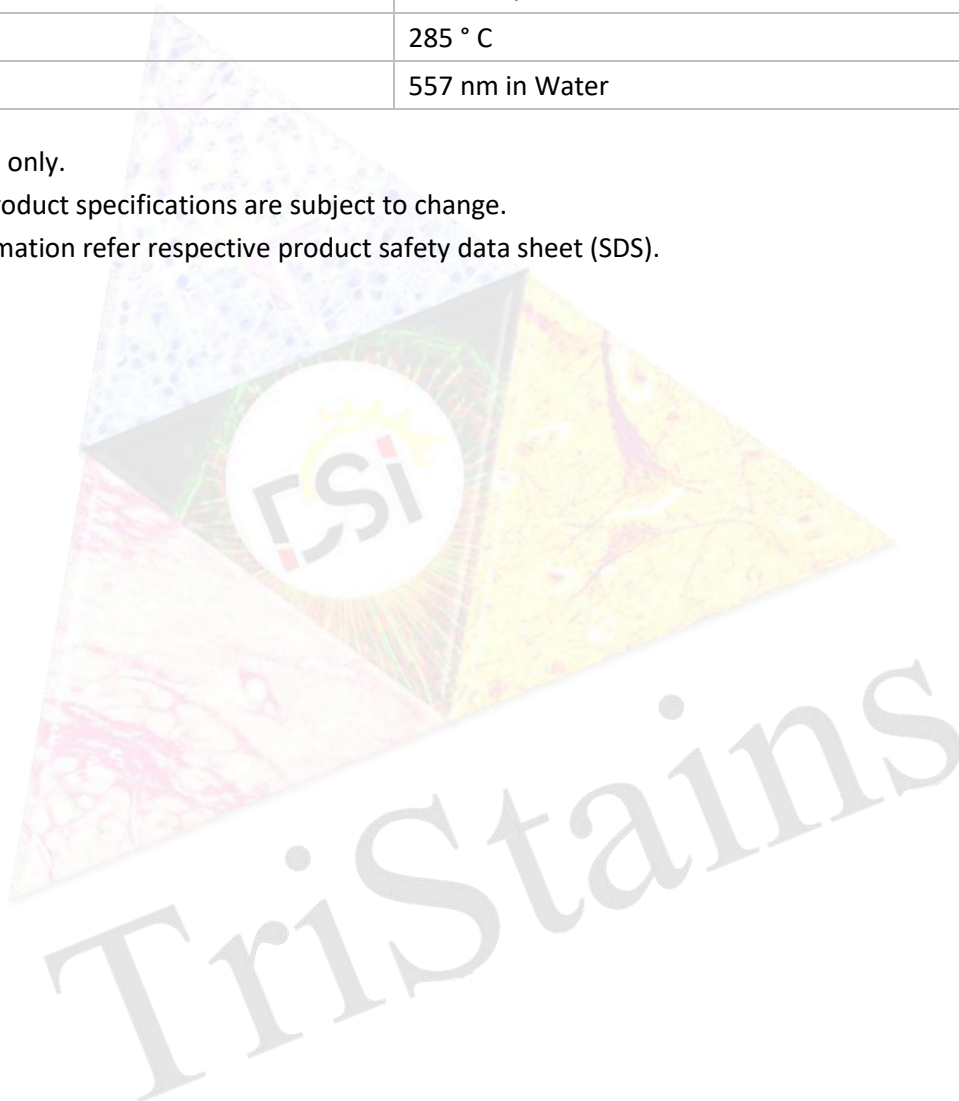 285 ° C
557 nm in Water
only.
roduct specifications are subject to change.
mation refer respective product safety data sheet (SDS).
DSi
TriStains